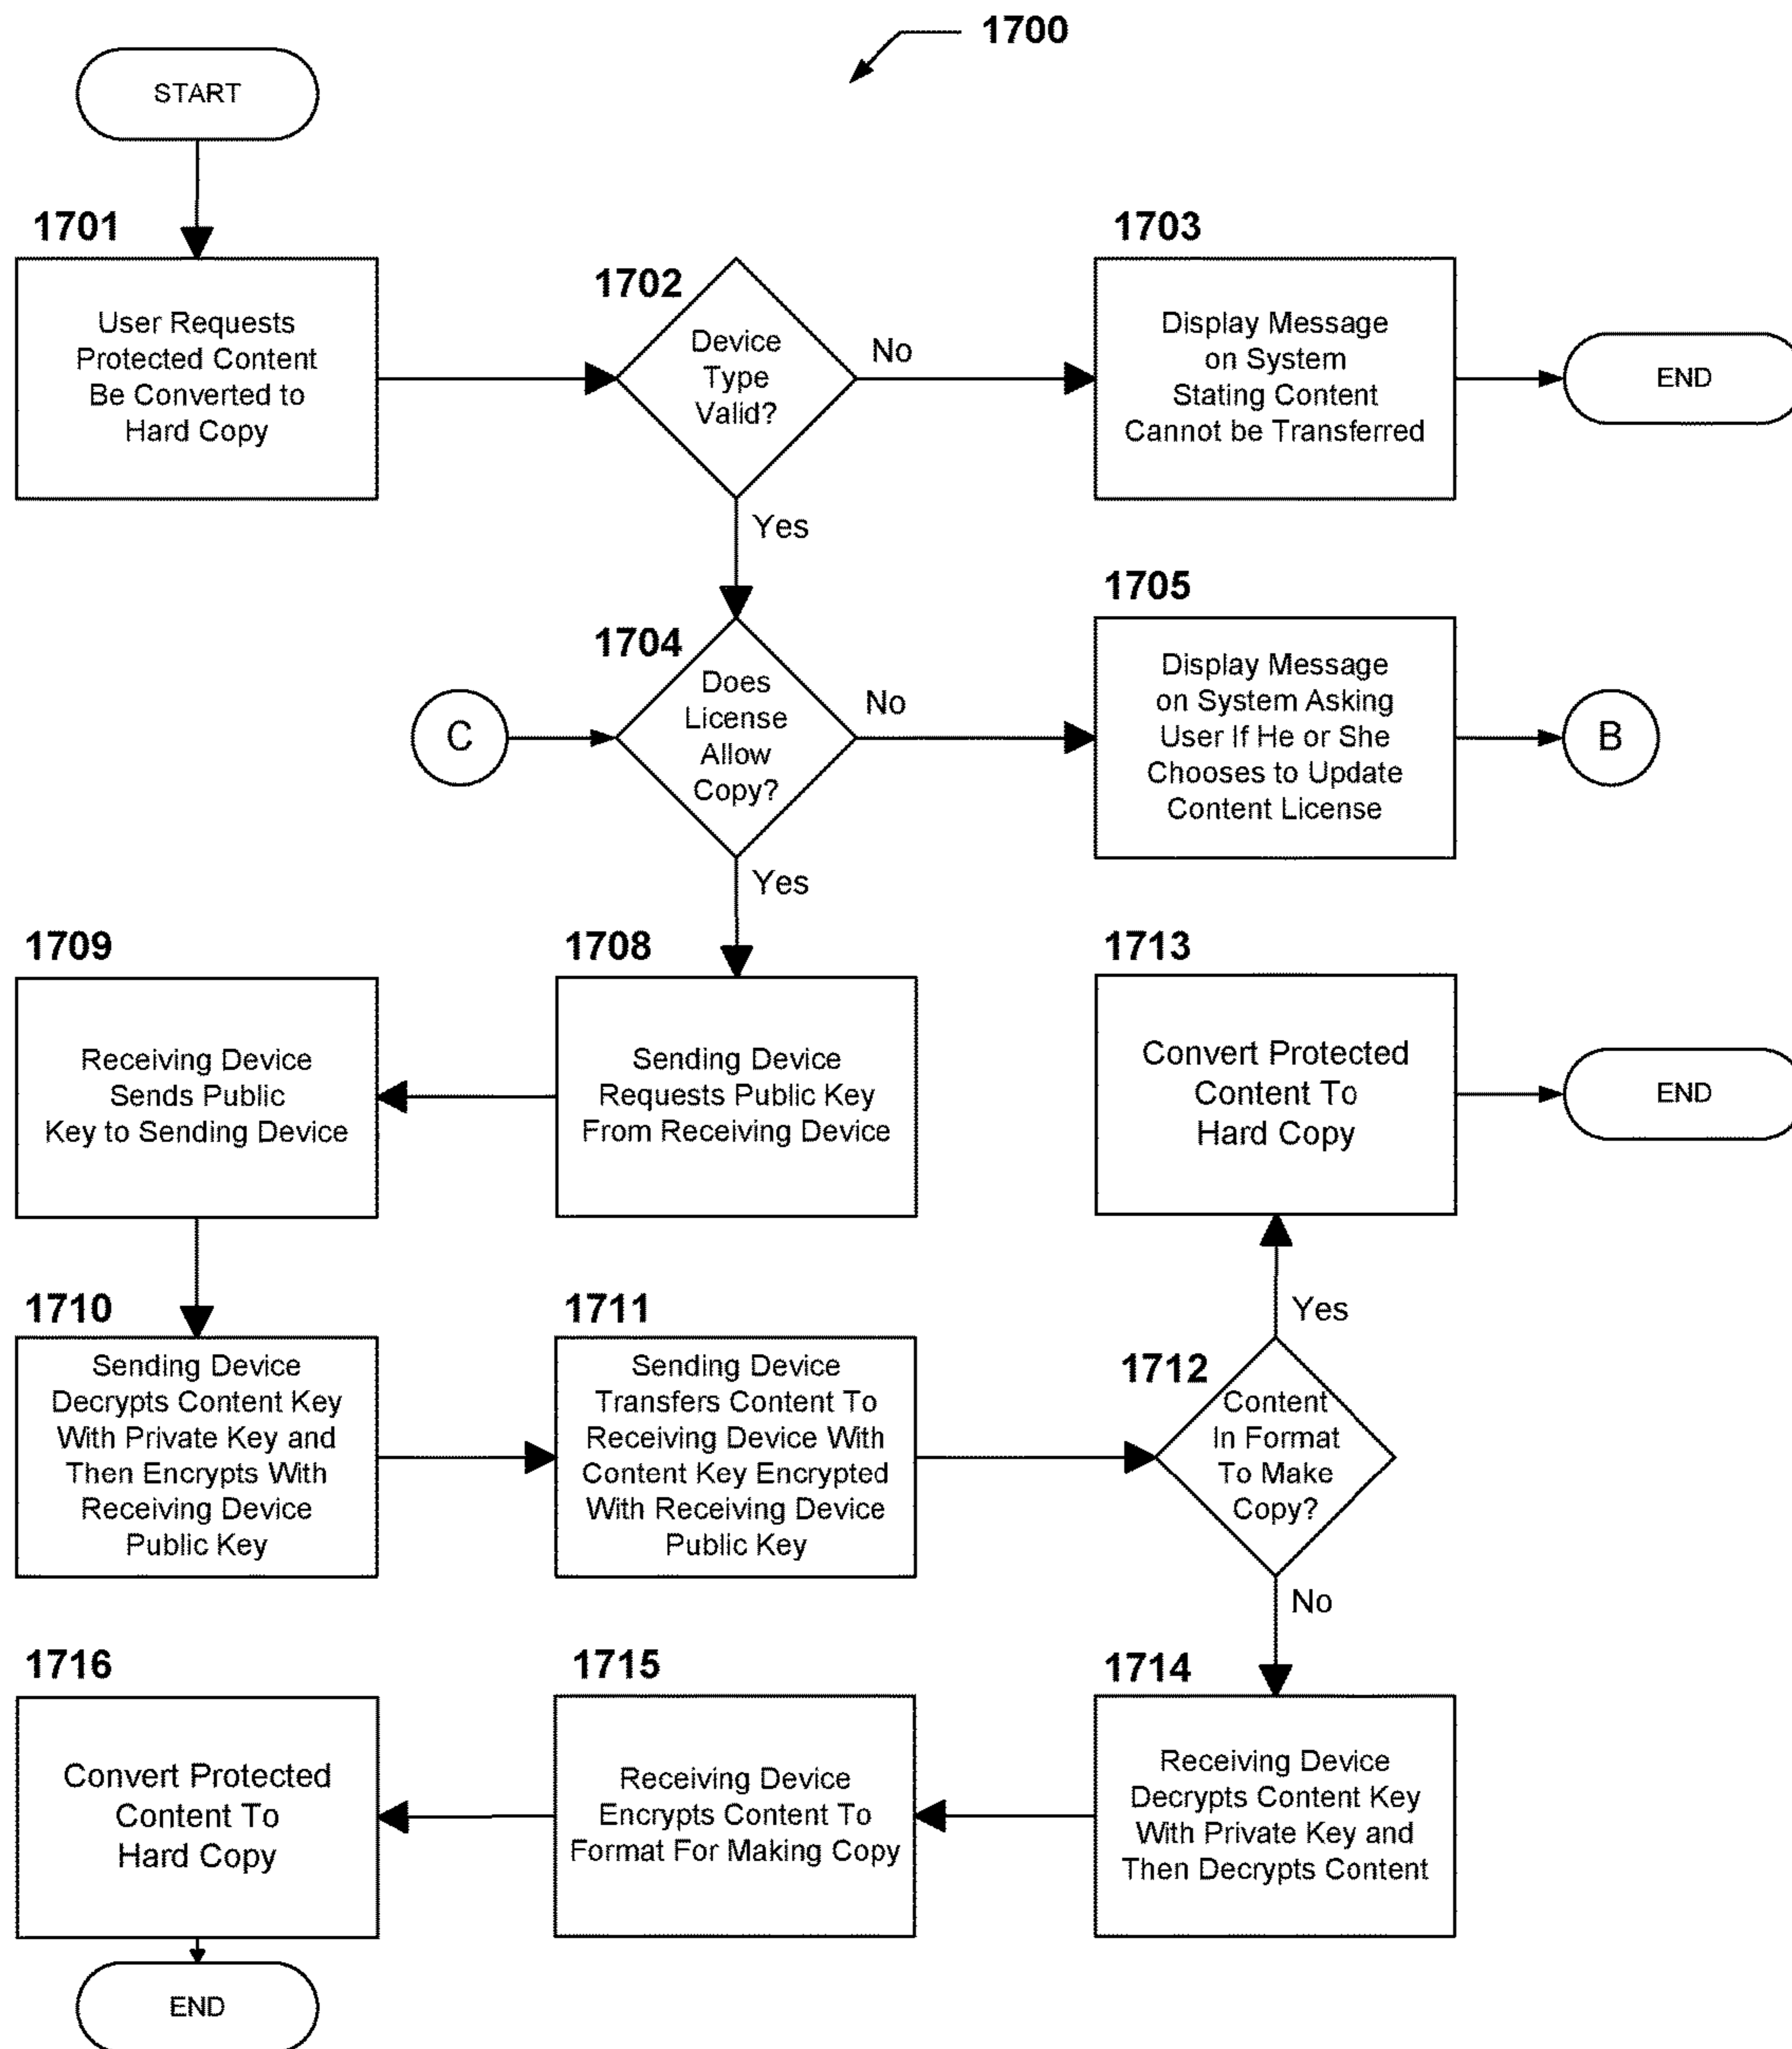 1700
START
1701
User Requests
Protected Content
Be Converted to
Hard Copy
1702
Device
Type
Valid?
No
Yes
1703
Display Message
on System
Stating Content
Cannot be Transferred
END
C
1704
Does
License
Allow
Copy?
No
Yes
1705
Display Message
on System Asking
User If He or She
Chooses to Update
Content License
B
1708
Sending Device
Requests Public Key
From Receiving Device
1709
Receiving Device
Sends Public
Key to Sending Device
1710
Sending Device
Decrypts Content Key
With Private Key and
Then Encrypts With
Receiving Device
Public Key
1711
Sending Device
Transfers Content To
Receiving Device With
Content Key Encrypted
With Receiving Device
Public Key
1712
Content
In Format
To Make
Copy?
Yes
No
1713
Convert Protected
Content To
Hard Copy
END
1714
Receiving Device
Decrypts Content Key
With Private Key and
Then Decrypts Content
1715
Receiving Device
Encrypts Content To
Format For Making Copy
1716
Convert Protected
Content To
Hard Copy
END